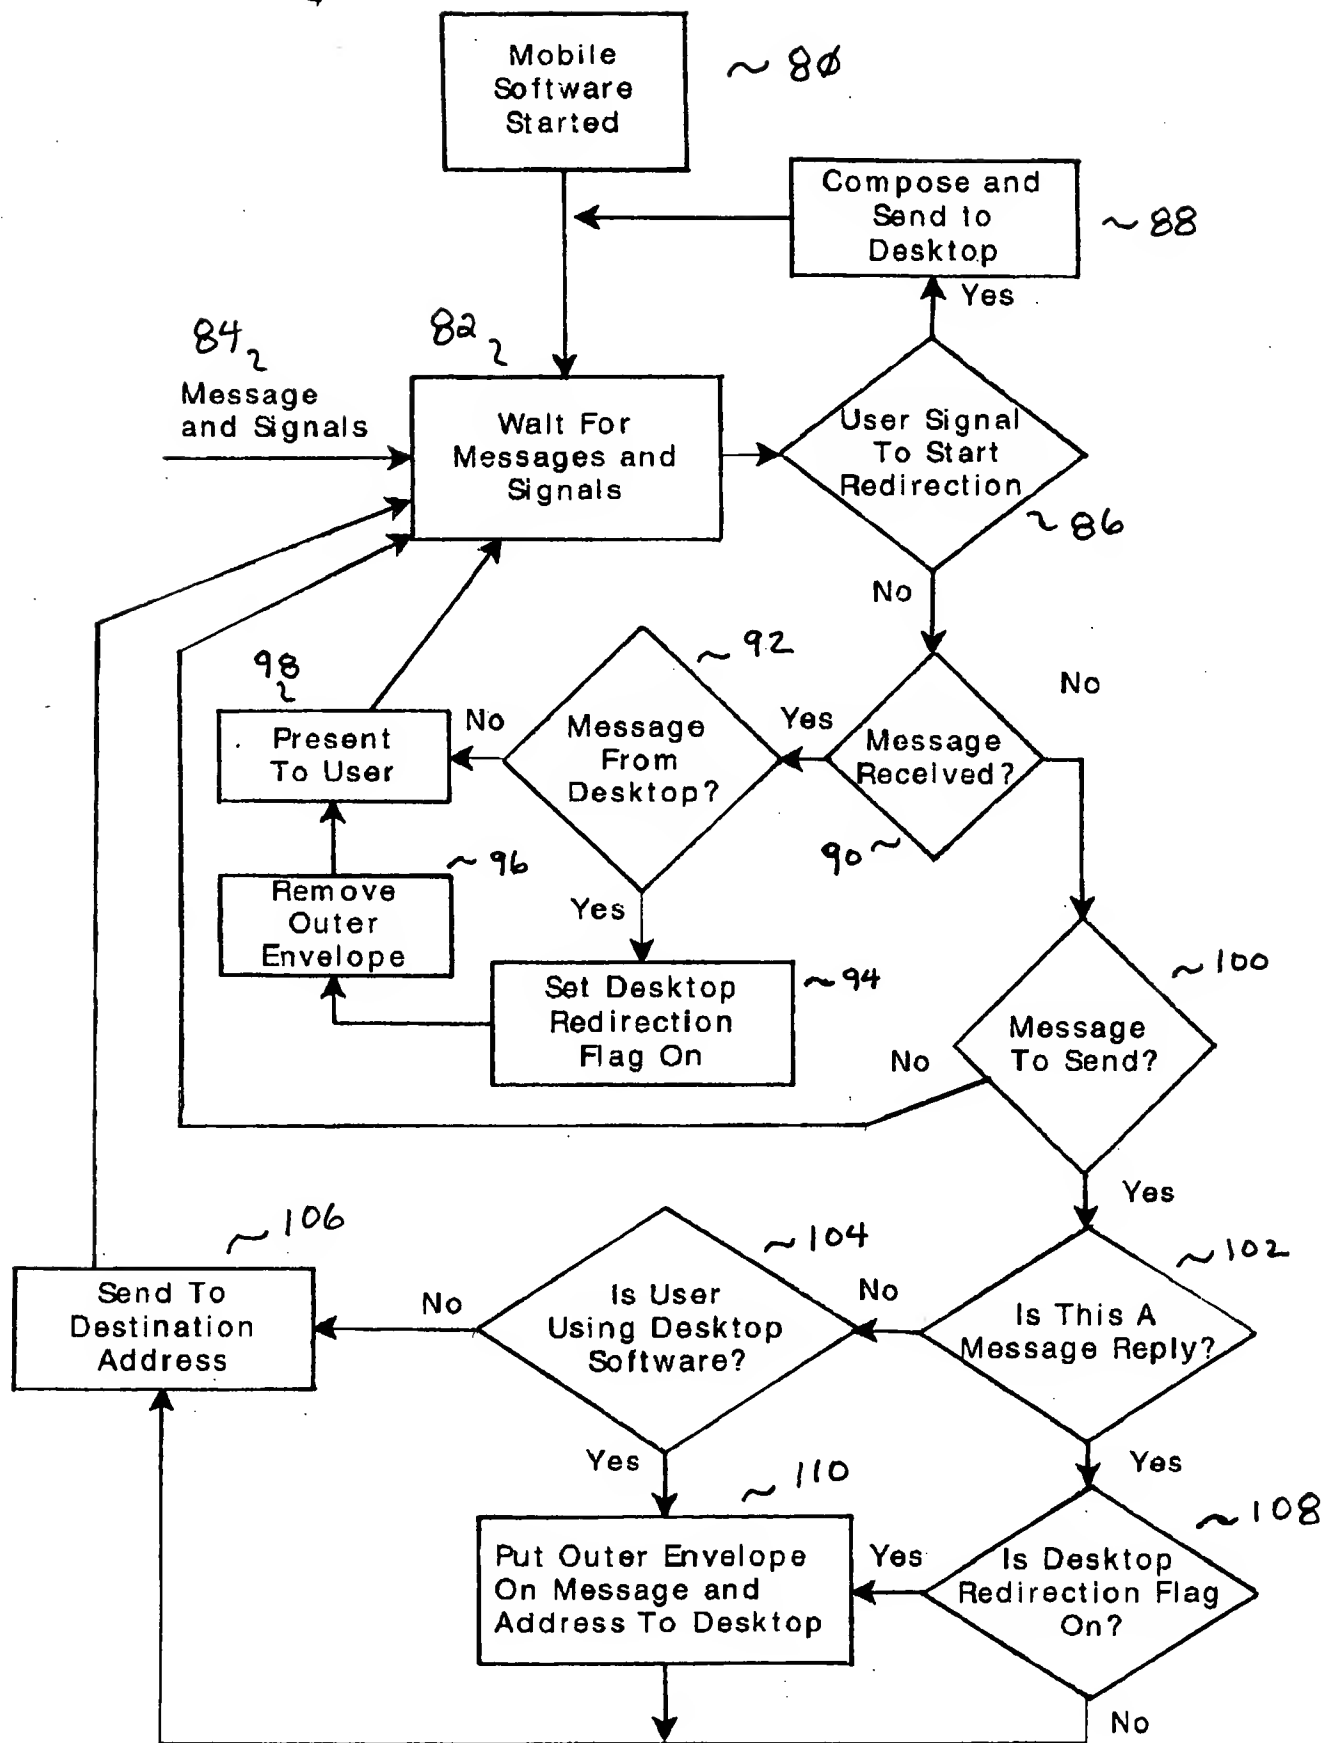 Mobile
Software
Started
~ 80
Compose and
Send to
Desktop
~ 88
Yes
84
Message
and Signals
82
Wait For
Messages and
Signals
User Signal
To Start
Redirection
~ 86
No
98
Present
To User
No
Message
From
Desktop?
~ 92
Yes
Message
Received?
90 ~
No
Remove
Outer
Envelope
~ 96
Yes
Set Desktop
Redirection
Flag On
~ 94
Message
To Send?
~ 100
No
Yes
Send To
Destination
Address
~ 106
No
Is User
Using Desktop
Software?
~ 104
No
Is This A
Message Reply?
~ 102
Yes
Yes
Put Outer Envelope
On Message and
Address To Desktop
~ 110
Yes
Is Desktop
Redirection Flag
On?
~ 108
No